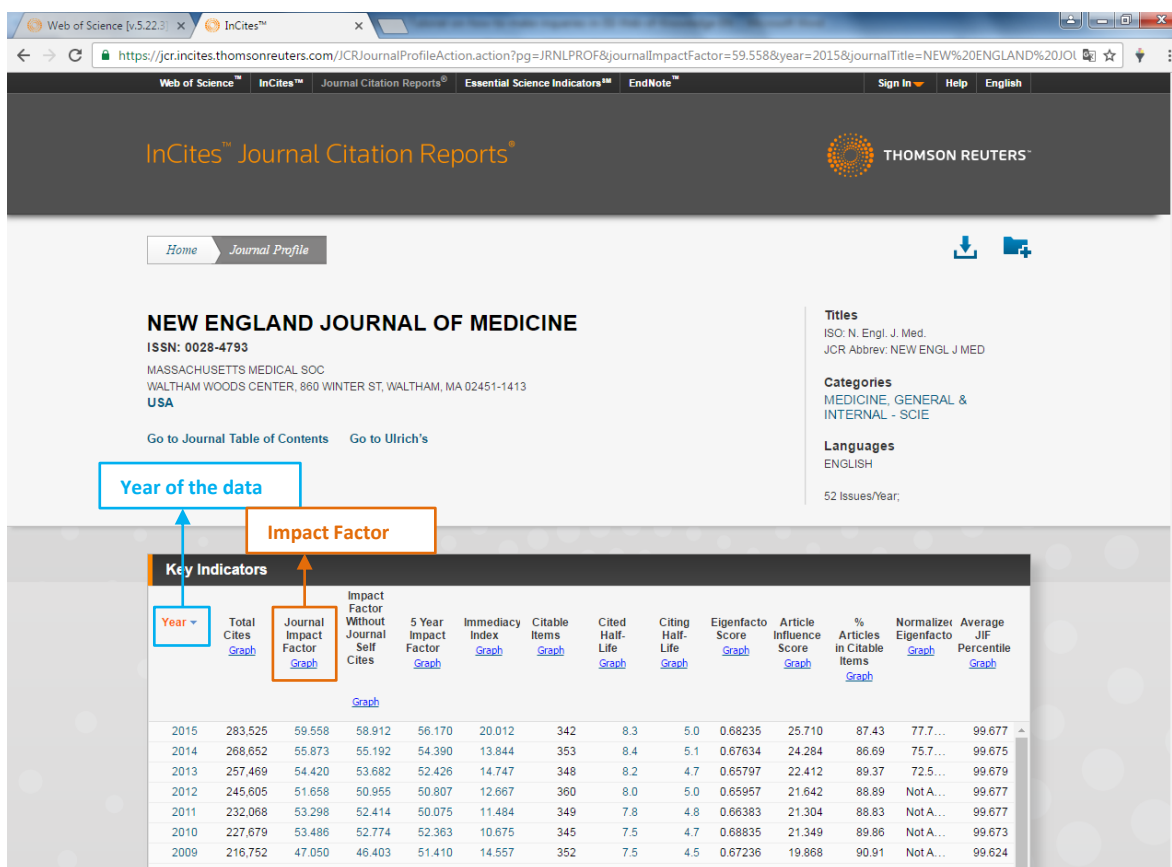 Web of Science [v.5.22.3]
InCites™
https://jcr.incites.thomsonreuters.com/JCRJournalProfileAction.action?pg=JRNLPROF&journalImpactFactor=59.558&year=2015&journalTitle=NEW%20ENGLAND%20JOU
Web of Science™ InCites™ Journal Citation Reports® Essential Science Indicators℠ EndNote™ Sign In Help English
InCites™ Journal Citation Reports®
THOMSON REUTERS™
Home Journal Profile
NEW ENGLAND JOURNAL OF MEDICINE
ISSN: 0028-4793
MASSACHUSETTS MEDICAL SOC
WALTHAM WOODS CENTER, 860 WINTER ST, WALTHAM, MA 02451-1413
USA
Go to Journal Table of Contents Go to Ulrich's
Titles
ISO: N. Engl. J. Med.
JCR Abbrev: NEW ENGL J MED
Categories
MEDICINE, GENERAL &
INTERNAL - SCIE
Languages
ENGLISH
52 Issues/Year;
Year of the data
Impact Factor
Key Indicators
Year
Total
Cites
Graph
Journal
Impact
Factor
Graph
Impact
Factor
Without
Journal
Self
Cites
Graph
5 Year
Impact
Factor
Graph
Immediacy
Index
Graph
Citable
Items
Graph
Cited
Half-
Life
Graph
Citing
Half-
Life
Graph
Eigenfacto
Score
Graph
Article
Influence
Score
Graph
%
Articles
in Citable
Items
Graph
Normalized
Eigenfacto
Graph
Average
JIF
Percentile
Graph
2015 283,525 59.558 58.912 56.170 20.012 342 8.3 5.0 0.68235 25.710 87.43 77.7... 99.677
2014 268,652 55.873 55.192 54.390 13.844 353 8.4 5.1 0.67634 24.284 86.69 75.7... 99.675
2013 257,469 54.420 53.682 52.426 14.747 348 8.2 4.7 0.65797 22.412 89.37 72.5... 99.679
2012 245,605 51.658 50.955 50.807 12.667 360 8.0 5.0 0.65957 21.642 88.89 Not A... 99.677
2011 232,068 53.298 52.414 50.075 11.484 349 7.8 4.8 0.66383 21.304 88.83 Not A... 99.677
2010 227,679 53.486 52.774 52.363 10.675 345 7.5 4.7 0.68835 21.349 89.86 Not A... 99.673
2009 216,752 47.050 46.403 51.410 14.557 352 7.5 4.5 0.67236 19.868 90.91 Not A... 99.624